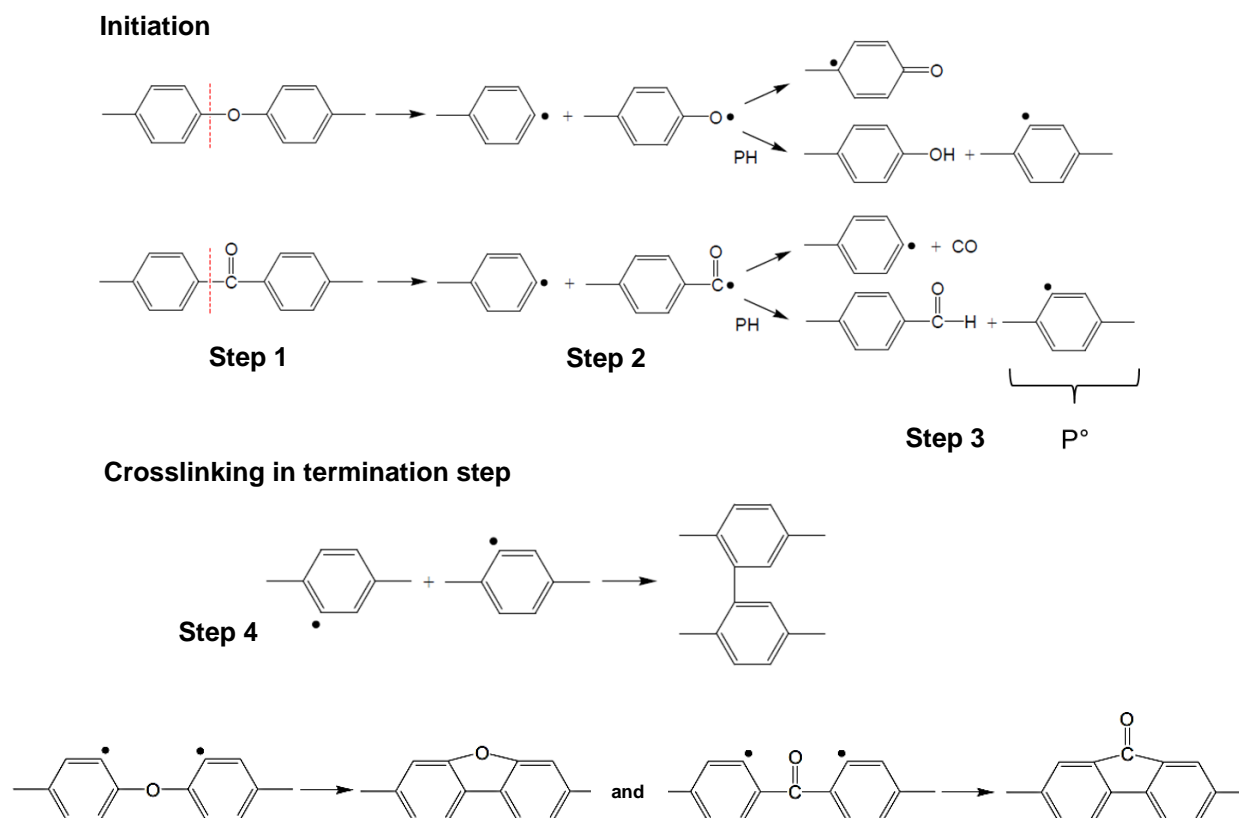 Initiation
O
O
+
O
PH
OH
+
O
C
O
C
+
+ CO
PH
O
C
H
+
Step 1
Step 2
Step 3
P°
Crosslinking in termination step
+
Step 4
O
O
and
O
C
O
C